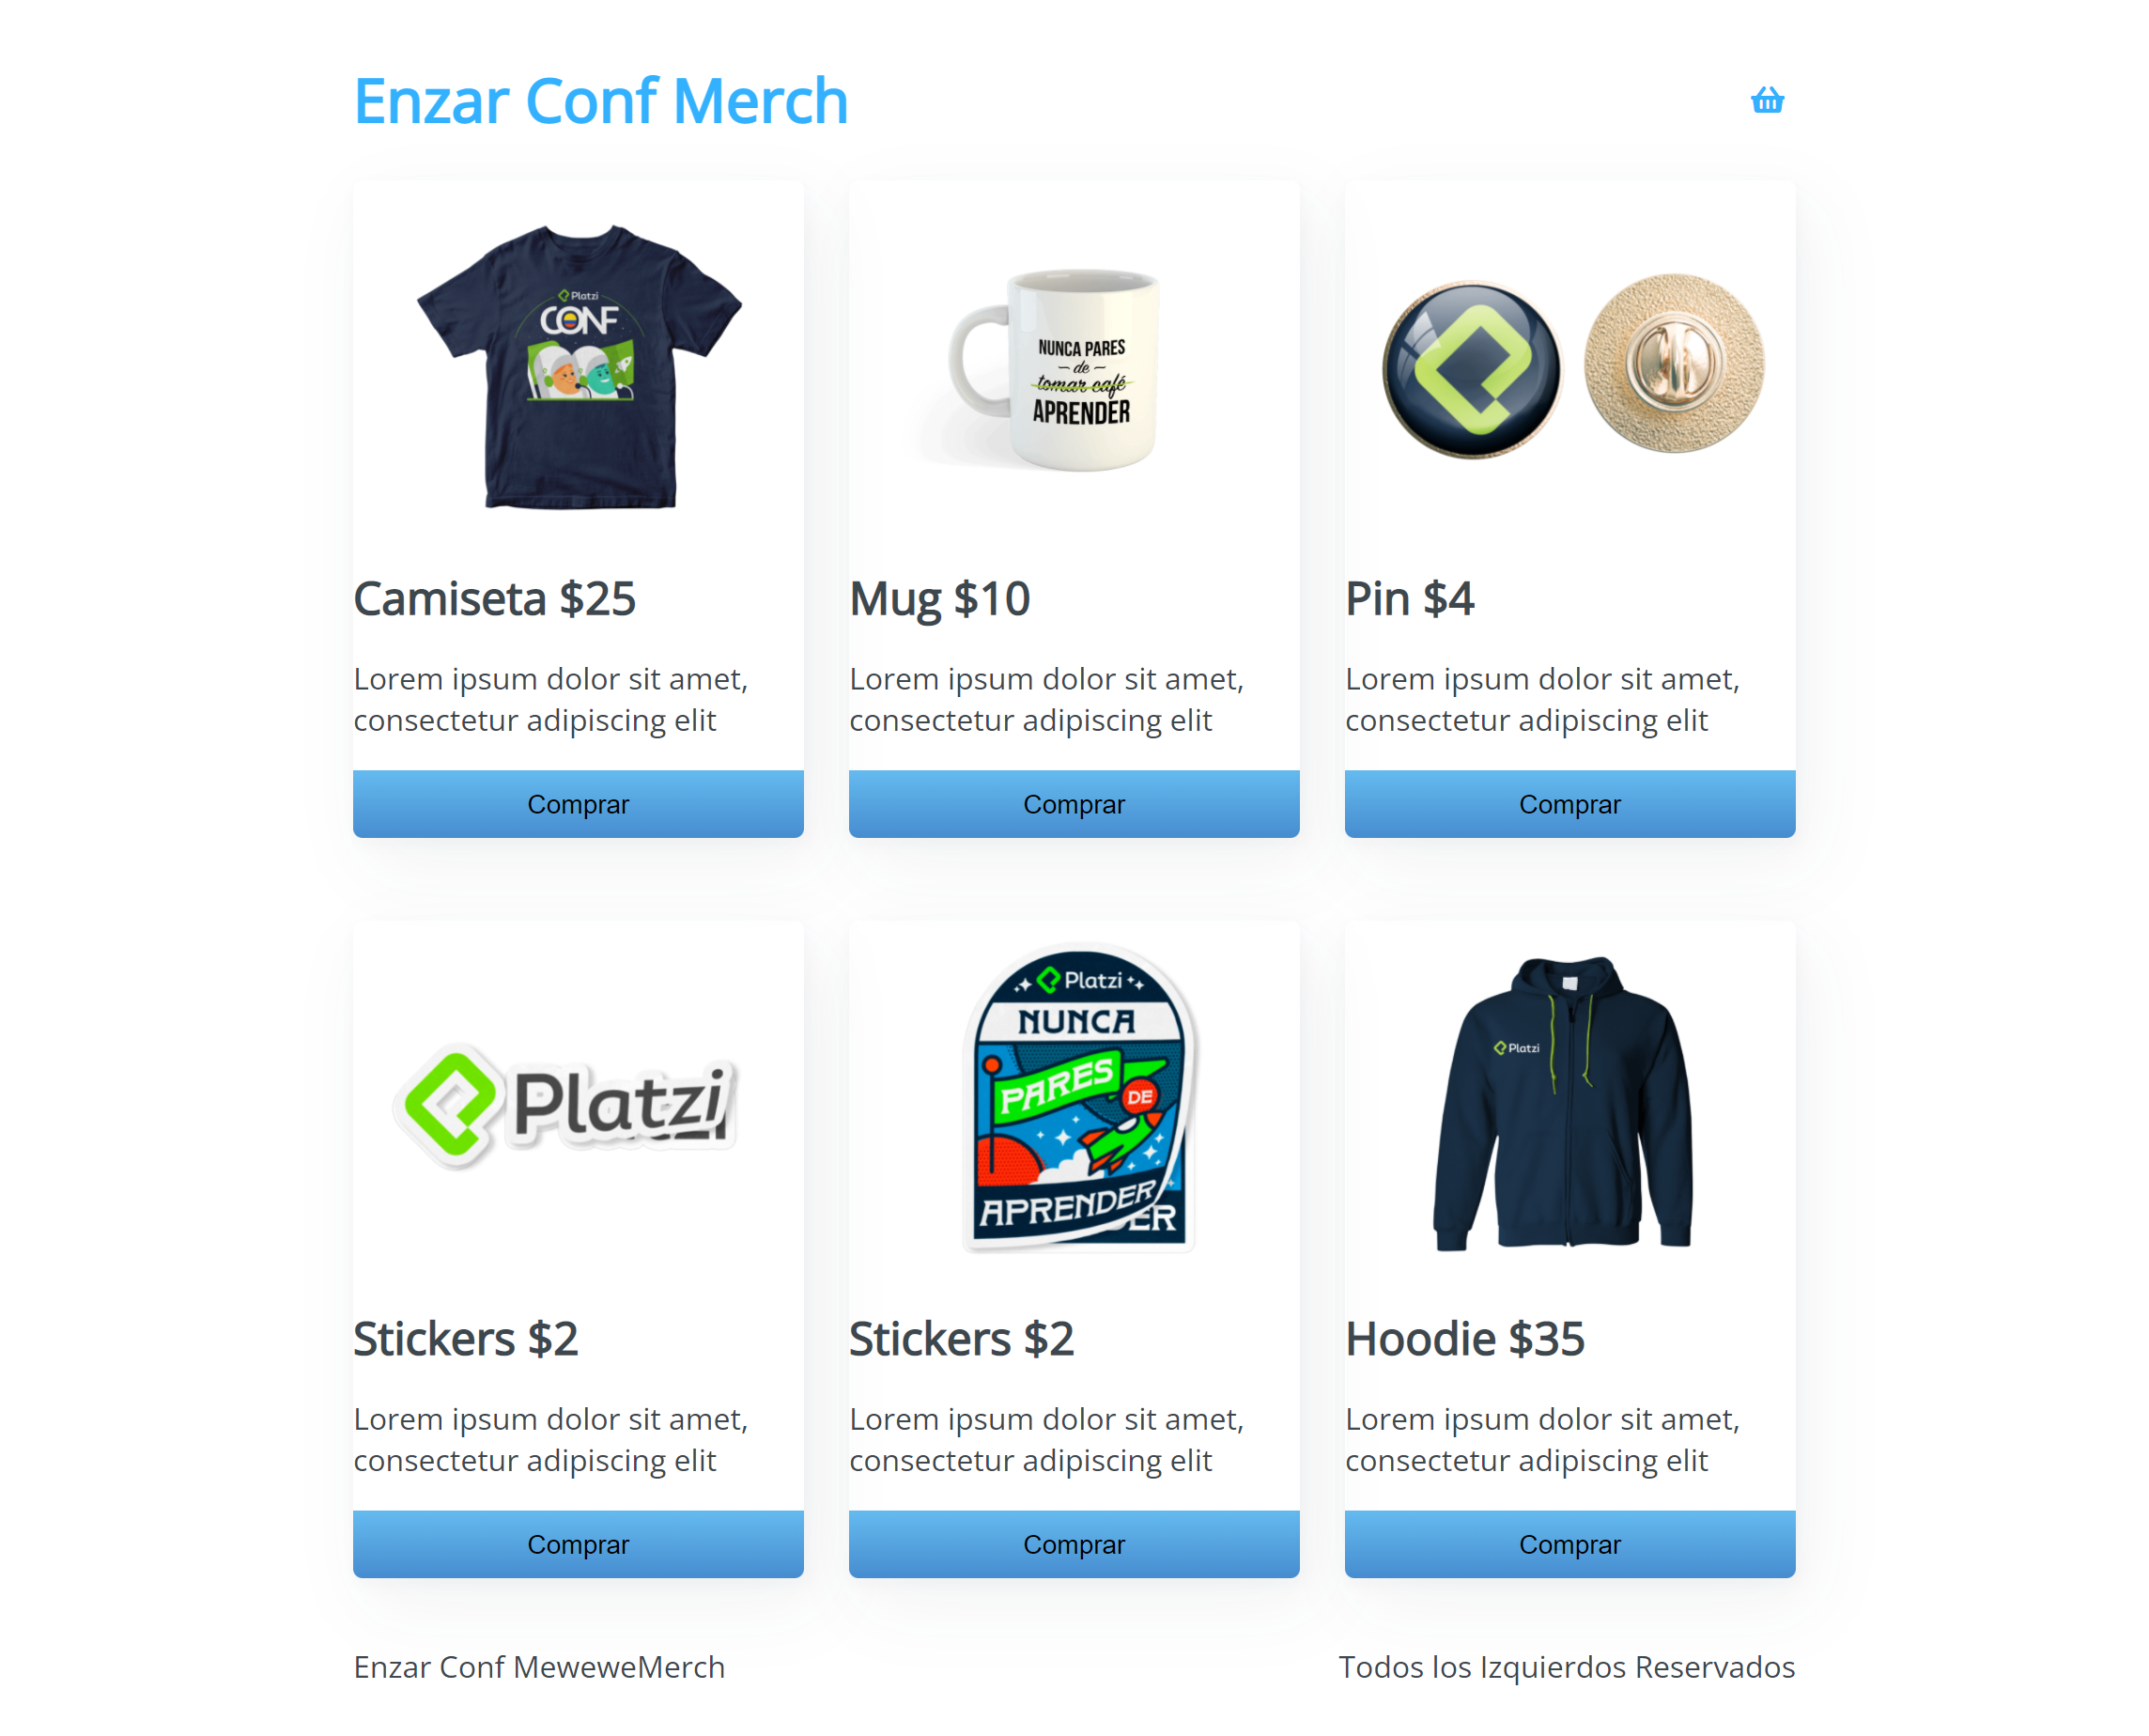 Enzar Conf Merch
Platzi
CONF
NUNCA PARES
de
tomar café
APRENDER
Camiseta $25
Mug $10
Pin $4
Lorem ipsum dolor sit amet,
consectetur adipiscing elit
Lorem ipsum dolor sit amet,
consectetur adipiscing elit
Lorem ipsum dolor sit amet,
consectetur adipiscing elit
Comprar
Comprar
Comprar
Platzi
Platzi
NUNCA
PARES
DE
APRENDER
ER
Platzi
Stickers $2
Stickers $2
Hoodie $35
Lorem ipsum dolor sit amet,
consectetur adipiscing elit
Lorem ipsum dolor sit amet,
consectetur adipiscing elit
Lorem ipsum dolor sit amet,
consectetur adipiscing elit
Comprar
Comprar
Comprar
Enzar Conf MeweweMerch
Todos los Izquierdos Reservados